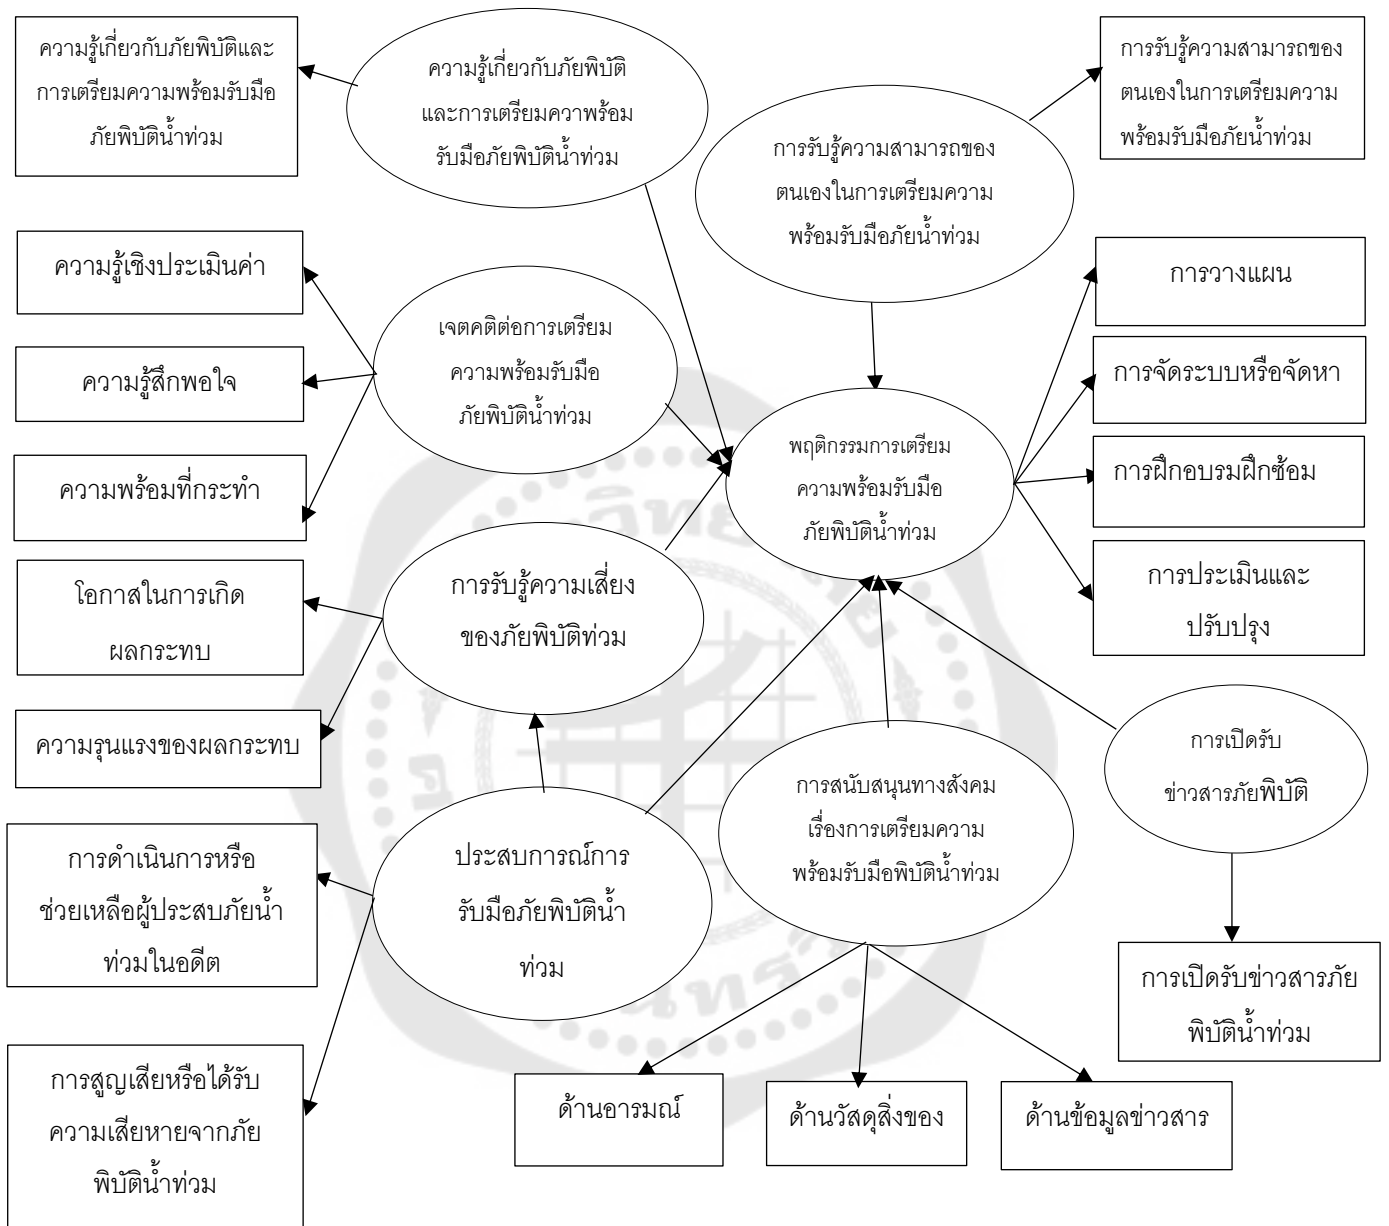 ความรู้เกี่ยวกับภัยพิบัติและ
การเตรียมความพร้อมรับมือ
ภัยพิบัติน้ำท่วม
ความรู้เกี่ยวกับภัยพิบัติ
และการเตรียมควาพร้อม
รับมือภัยพิบัติน้ำท่วม
การรับรู้ความสามารถของ
ตนเองในการเตรียมความ
พร้อมรับมือภัยน้ำท่วม
การรับรู้ความสามารถของ
ตนเองในการเตรียมความ
พร้อมรับมือภัยน้ำท่วม
ความรู้เชิงประเมินค่า
ความรู้สึกพอใจ
ความพร้อมที่กระทำ
เจตคติต่อการเตรียม
ความพร้อมรับมือ
ภัยพิบัติน้ำท่วม
พฤติกรรมการเตรียม
ความพร้อมรับมือ
ภัยพิบัติน้ำท่วม
การวางแผน
การจัดระบบหรือจัดหา
การฝึกอบรมฝึกซ้อม
การประเมินและ
ปรับปรุง
โอกาสในการเกิด
ผลกระทบ
ความรุนแรงของผลกระทบ
การรับรู้ความเสี่ยง
ของภัยพิบัติท่วม
การดำเนินการหรือ
ช่วยเหลือผู้ประสบภัยน้ำ
ท่วมในอดีต
การสูญเสียหรือได้รับ
ความเสียหายจากภัย
พิบัติน้ำท่วม
ประสบการณ์การ
รับมือภัยพิบัติน้ำ
ท่วม
การสนับสนุนทางสังคม
เรื่องการเตรียมความ
พร้อมรับมือพิบัติน้ำท่วม
การเปิดรับ
ข่าวสารภัยพิบัติ
การเปิดรับข่าวสารภัย
พิบัติน้ำท่วม
ด้านอารมณ์
ด้านวัสดุสิ่งของ
ด้านข้อมูลข่าวสาร